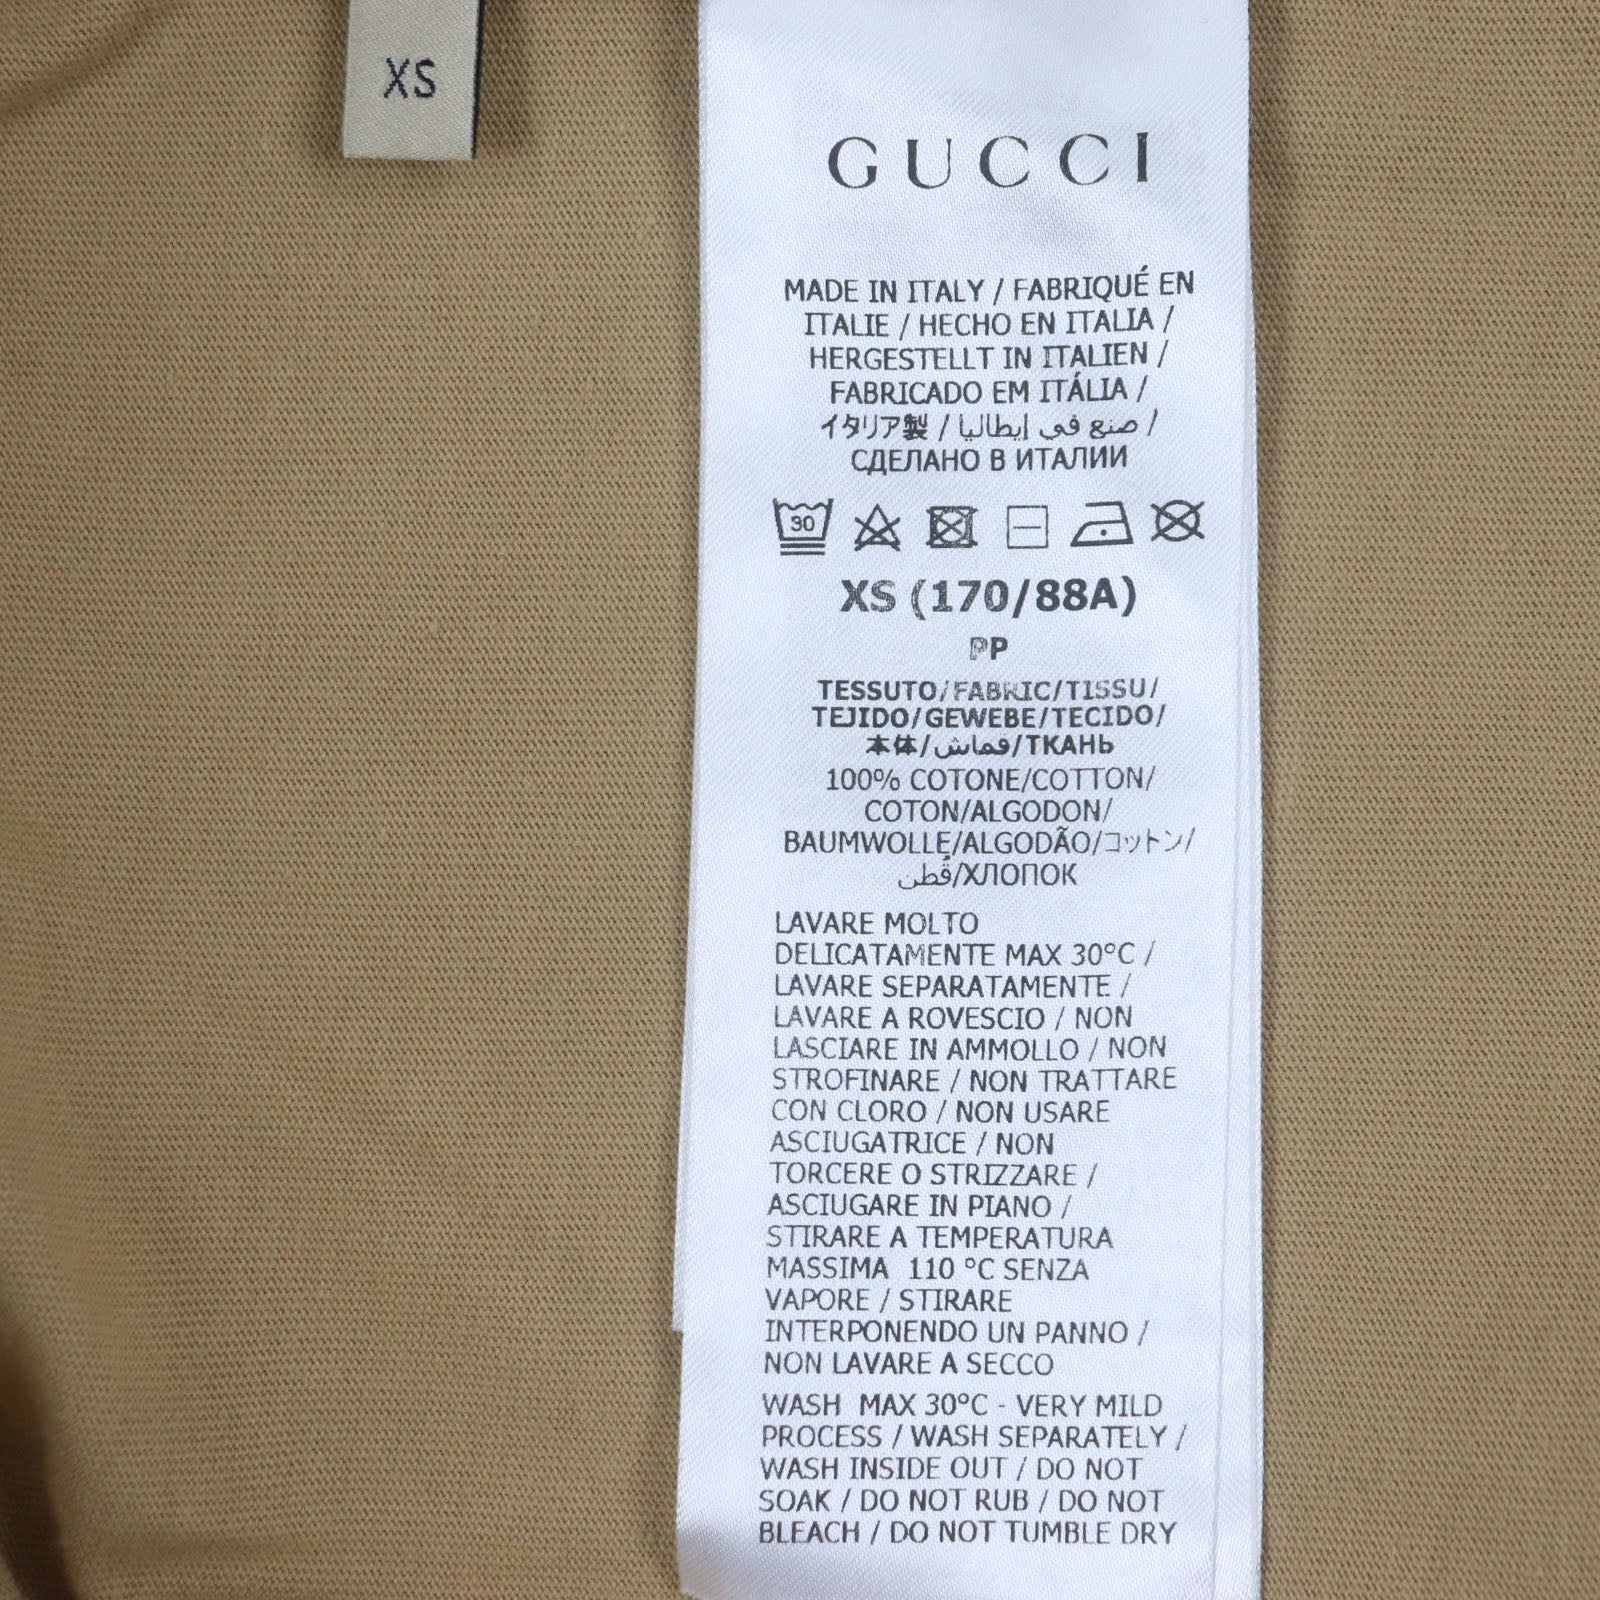 XS
GUCCI
MADE IN ITALY / FABRIQUÉ EN
ITALIE / HECHO EN ITALIA /
HERGESTELLT IN ITALIEN /
FABRICADO EM ITÁLIA /
イタリア製 / صنع في إيطاليا /
СДЕЛАНО В ИТАЛИИ
30
XS (170/88A)
PP
TESSUTO/FABRIC/TISSU/
TEJIDO/GEWEBE/TECIDO/
本体/قماش/ТКАНЬ
100% COTONE/COTTON/
COTON/ALGODON/
BAUMWOLLE/ALGODÃO/コットン/
قُطن/ХЛОПОК
LAVARE MOLTO
DELICATAMENTE MAX 30°C /
LAVARE SEPARATAMENTE /
LAVARE A ROVESCIO / NON
LASCIARE IN AMMOLLO / NON
STROFINARE / NON TRATTARE
CON CLORO / NON USARE
ASCIUGATRICE / NON
TORCERE O STRIZZARE /
ASCIUGARE IN PIANO /
STIRARE A TEMPERATURA
MASSIMA 110 °C SENZA
VAPORE / STIRARE
INTERPONENDO UN PANNO /
NON LAVARE A SECCO
WASH MAX 30°C - VERY MILD
PROCESS / WASH SEPARATELY /
WASH INSIDE OUT / DO NOT
SOAK / DO NOT RUB / DO NOT
BLEACH / DO NOT TUMBLE DRY